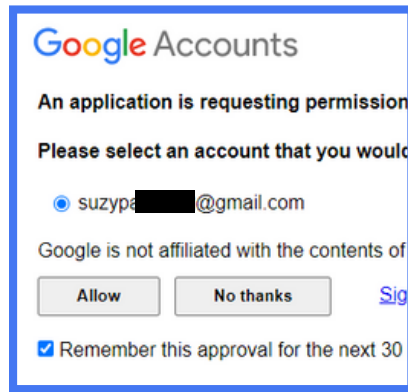 Google Accounts
An application is requesting permission
Please select an account that you would
suzypa @gmail.com
Google is not affiliated with the contents of
Allow No thanks Sig
Remember this approval for the next 30